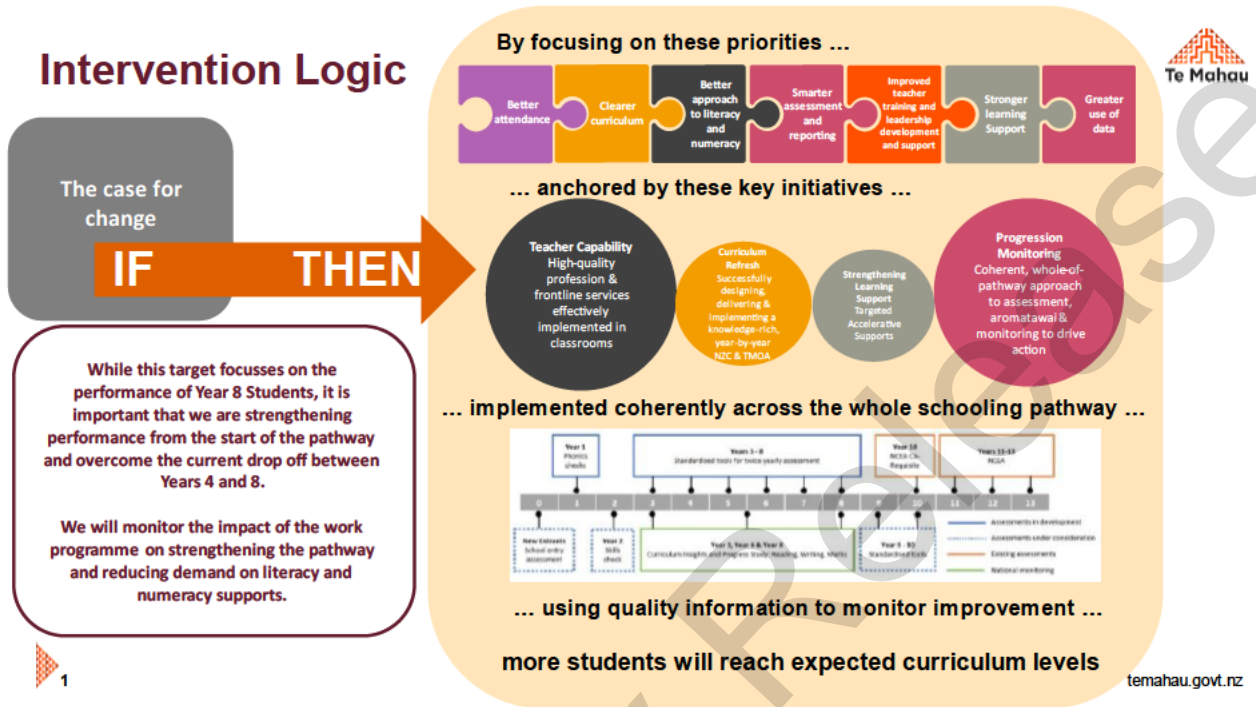 Intervention Logic
Te Mahau
The case for
change
IF THEN
While this target focusses on the
performance of Year 8 Students, it is
important that we are strengthening
performance from the start of the pathway
and overcome the current drop off between
Years 4 and 8.
We will monitor the impact of the work
programme on strengthening the pathway
and reducing demand on literacy and
numeracy supports.
By focusing on these priorities ...
Better
attendance
Clearer
curriculum
Better
approach
to literacy
and
numeracy
Smarter
assessment
and
reporting
Improved
teacher
training and
leadership
development
and support
Stronger
learning
Support
Greater
use of
data
... anchored by these key initiatives ...
Teacher Capability
High-quality
profession &
frontline services
effectively
implemented in
classrooms
Curriculum
Refresh
Successfully
designing,
delivering &
implementing a
knowledge-rich,
year-by-year
NZC & TMOA
Strengthening
Learning
Support
Targeted
Accelerative
Supports
Progression
Monitoring
Coherent, whole-of-
pathway approach
to assessment,
aromatawai &
monitoring to drive
action
... implemented coherently across the whole schooling pathway ...
Year 1
Phonics
checks
Years 3 - 8
Standardised tools for twice yearly assessment
Year 10
NCEA Co-
Requisite
Years 11-13
NCEA
0 1 2 3 4 5 6 7 8 9 10 11 12 13
New Entrants
School entry
assessment
Year 2
Skills
check
Year 3, Year 6 & Year 8
Curriculum Insights and Progress Study: Reading, Writing, Maths
Year 9 - 10
Standardised tools
Assessments in development
Assessments under consideration
Existing assessments
National monitoring
... using quality information to monitor improvement ...
more students will reach expected curriculum levels
1
temahau.govt.nz
Release